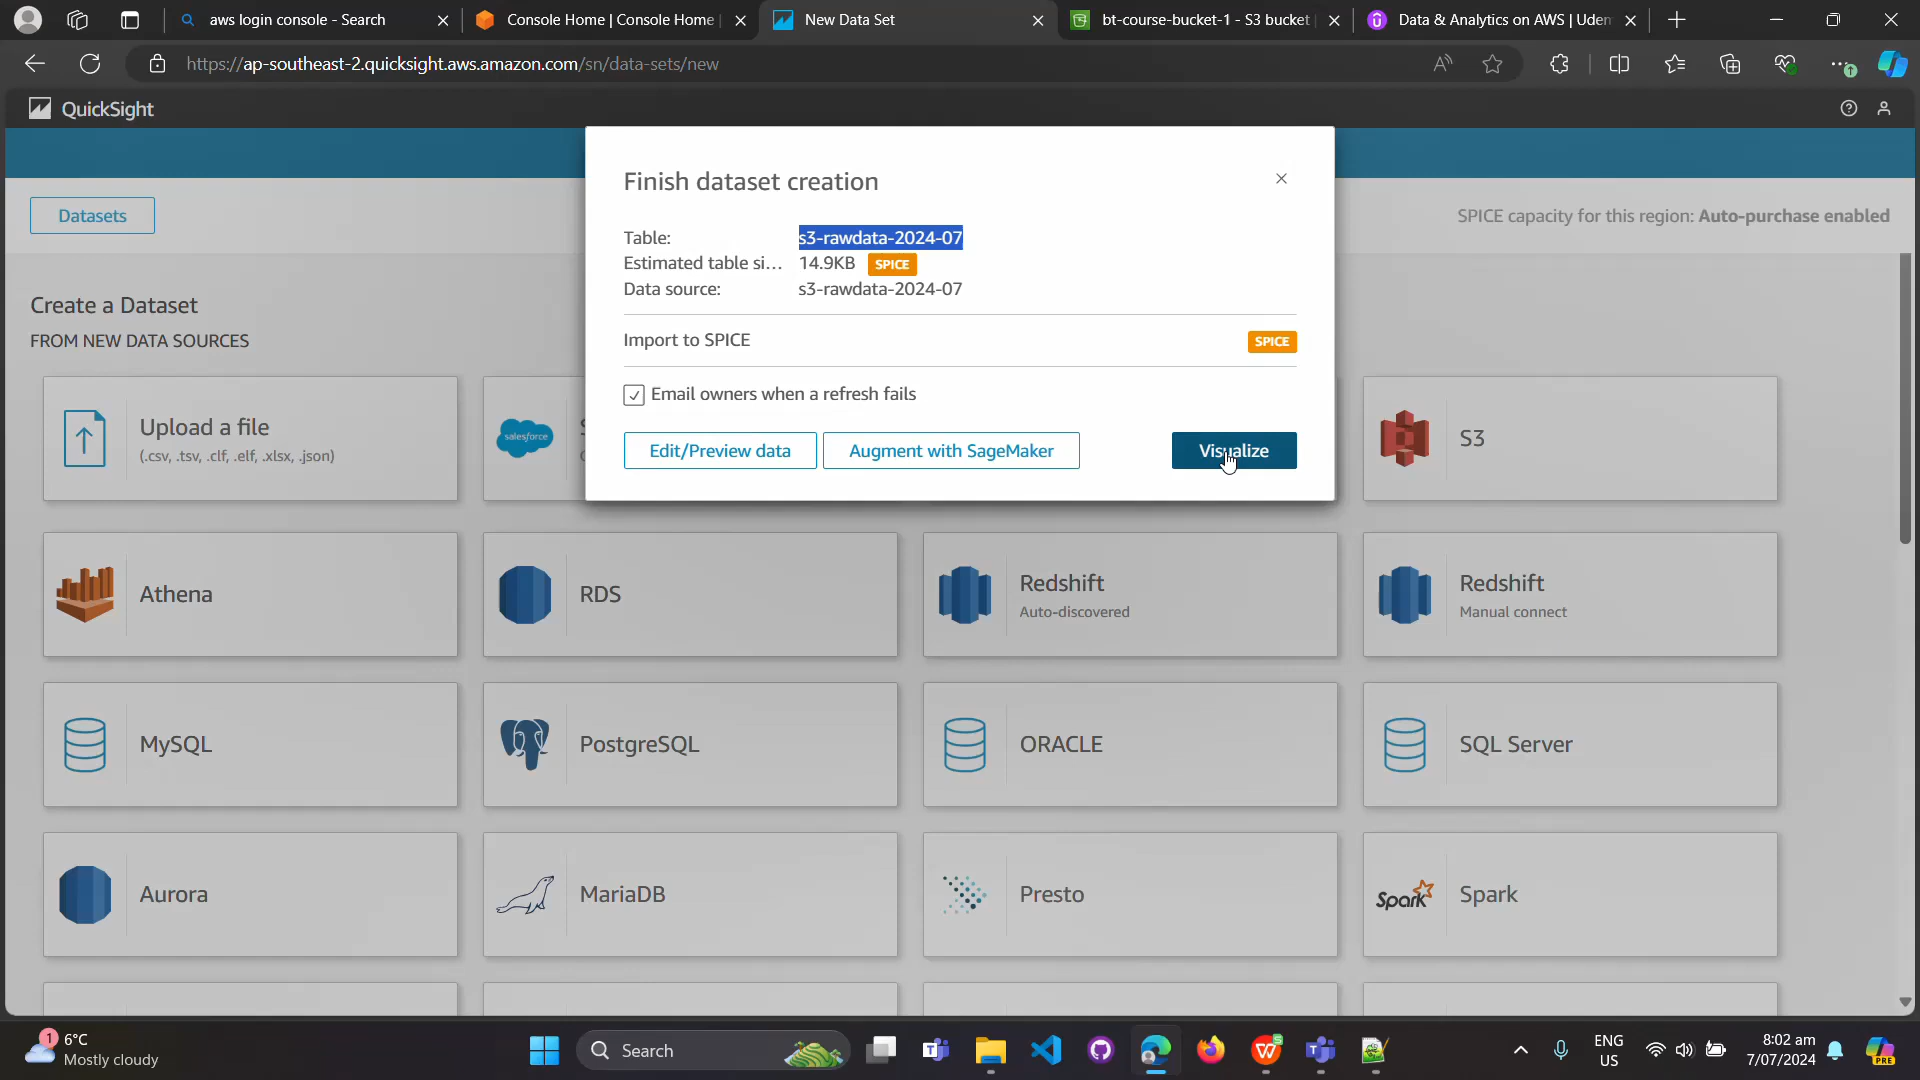 aws login console - Search
Console Home | Console Home
New Data Set
bt-course-bucket-1 - S3 bucket
Data & Analytics on AWS | Udem
https://ap-southeast-2.quicksight.aws.amazon.com/sn/data-sets/new
QuickSight
Finish dataset creation
Datasets
SPICE capacity for this region: Auto-purchase enabled
Table: s3-rawdata-2024-07
Estimated table si... 14.9KB SPICE
Data source: s3-rawdata-2024-07
Create a Dataset
FROM NEW DATA SOURCES
Import to SPICE SPICE
Email owners when a refresh fails
Edit/Preview data Augment with SageMaker Visualize
Upload a file
(.csv, .tsv, .clf, .elf, .xlsx, .json)
salesforce
S3
Athena
RDS
Redshift
Auto-discovered
Redshift
Manual connect
MySQL
PostgreSQL
ORACLE
SQL Server
Aurora
MariaDB
Presto
Spark
Spark
1
6°C
Mostly cloudy
Search
ENG
US
8:02 am
7/07/2024
PRE